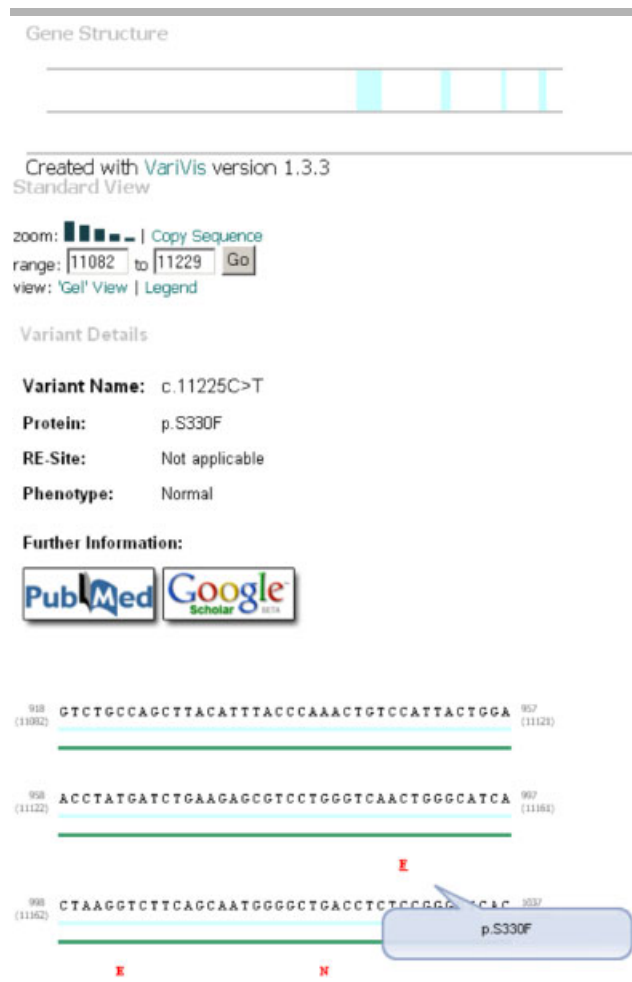 Gene Structure
Created with VariVis version 1.3.3
Standard View
zoom: | Copy Sequence
range: 11082 to 11229 Go
view: 'Gel' View | Legend
Variant Details
Variant Name: c.11225C>T
Protein: p.S330F
RE-Site: Not applicable
Phenotype: Normal
Further Information:
PubMed Google Scholar BETA
918 GTCTGCCAGCTTACATTTACCCAAACTGTCCATTACTGGA 957
(11082) (11121)
958 ACCTATGATCTGAAGAGCGTCCTGGGTCAACTGGGCATCA 997
(11122) (11161)
F
998 CTAAGGTCTTCAGCAATGGGGCTGACCTCTCCGGG CAC 1037
(11162)
p.S330F
E N